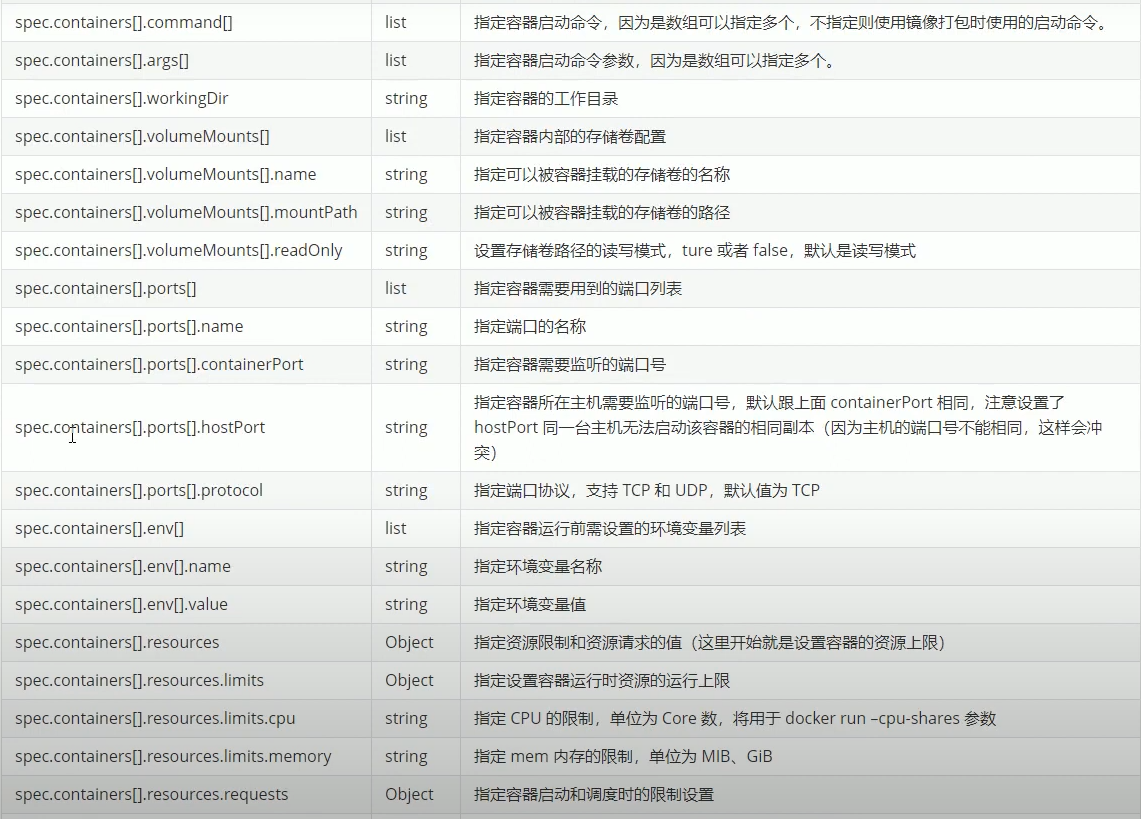 spec.containers[].command[] list 指定容器启动命令，因为是数组可以指定多个，不指定则使用镜像打包时使用的启动命令。
spec.containers[].args[] list 指定容器启动命令参数，因为是数组可以指定多个。
spec.containers[].workingDir string 指定容器的工作目录
spec.containers[].volumeMounts[] list 指定容器内部的存储卷配置
spec.containers[].volumeMounts[].name string 指定可以被容器挂载的存储卷的名称
spec.containers[].volumeMounts[].mountPath string 指定可以被容器挂载的存储卷的路径
spec.containers[].volumeMounts[].readOnly string 设置存储卷路径的读写模式，ture 或者 false，默认是读写模式
spec.containers[].ports[] list 指定容器需要用到的端口列表
spec.containers[].ports[].name string 指定端口的名称
spec.containers[].ports[].containerPort string 指定容器需要监听的端口号
spec.containers[].ports[].hostPort string 指定容器所在主机需要监听的端口号，默认跟上面 containerPort 相同，注意设置了
hostPort 同一台主机无法启动该容器的相同副本（因为主机的端口号不能相同，这样会冲
突）
spec.containers[].ports[].protocol string 指定端口协议，支持 TCP 和 UDP，默认值为 TCP
spec.containers[].env[] list 指定容器运行前需设置的环境变量列表
spec.containers[].env[].name string 指定环境变量名称
spec.containers[].env[].value string 指定环境变量值
spec.containers[].resources Object 指定资源限制和资源请求的值（这里开始就是设置容器的资源上限）
spec.containers[].resources.limits Object 指定设置容器运行时资源的运行上限
spec.containers[].resources.limits.cpu string 指定 CPU 的限制，单位为 Core 数，将用于 docker run –cpu-shares 参数
spec.containers[].resources.limits.memory string 指定 mem 内存的限制，单位为 MIB、GiB
spec.containers[].resources.requests Object 指定容器启动和调度时的限制设置